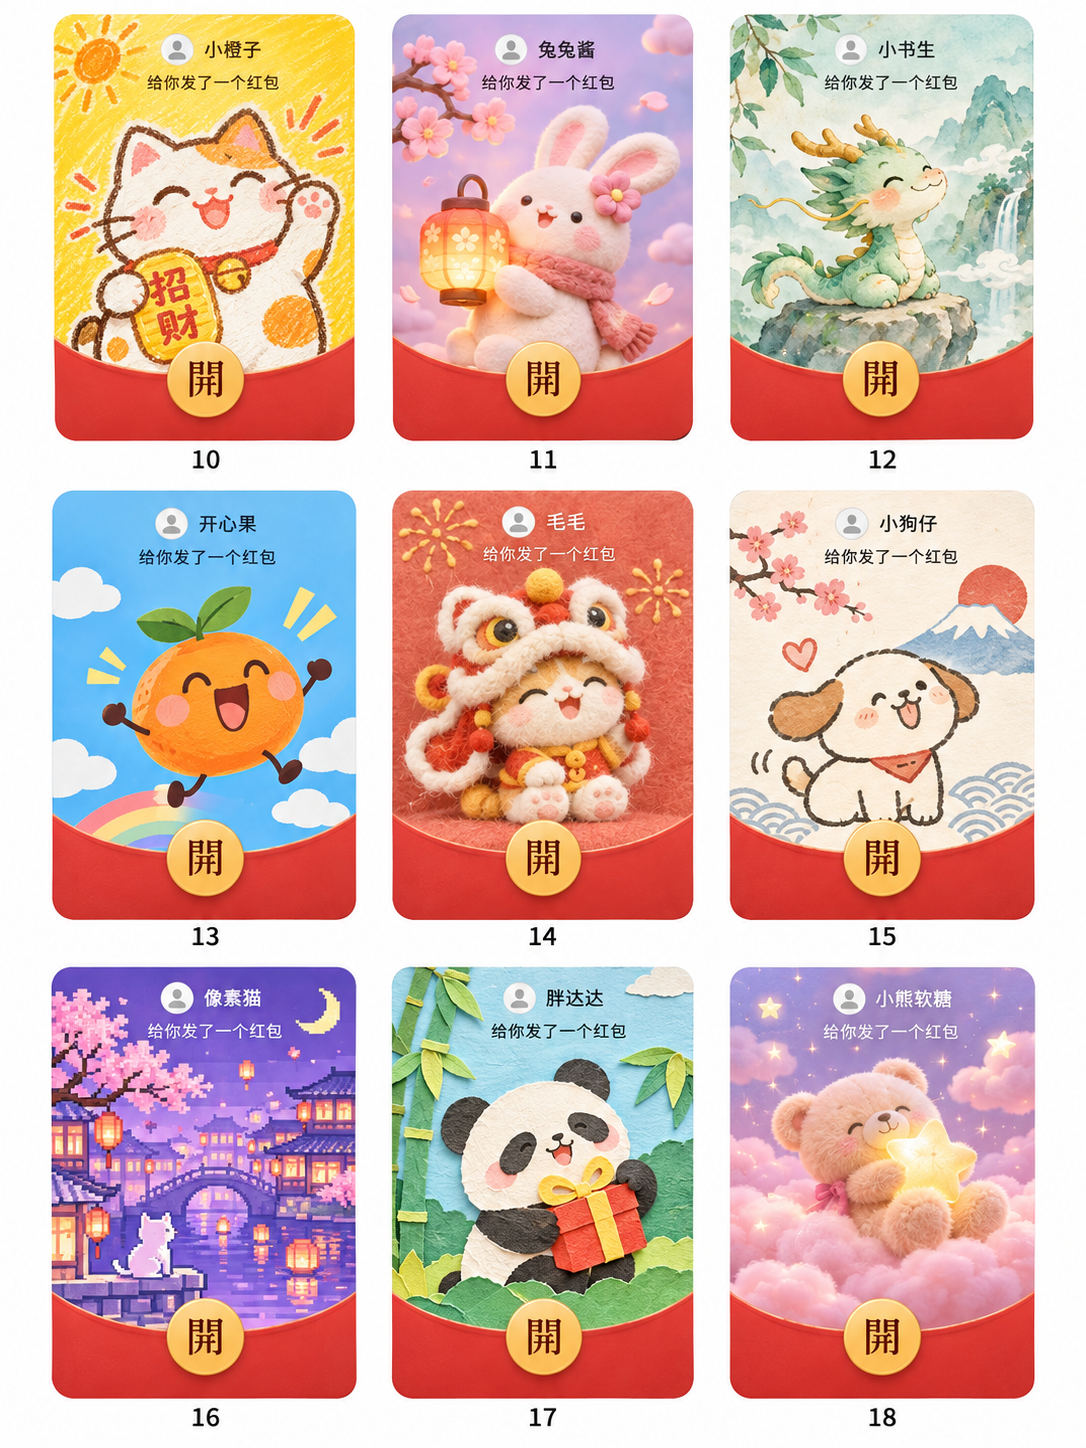 小橙子
给你发了一个红包
招
財
開
10
兔兔酱
给你发了一个红包
開
11
小书生
给你发了一个红包
開
12
开心果
给你发了一个红包
開
13
毛毛
给你发了一个红包
開
14
小狗仔
给你发了一个红包
開
15
像素猫
给你发了一个红包
開
16
胖达达
给你发了一个红包
開
17
小熊软糖
给你发了一个红包
開
18